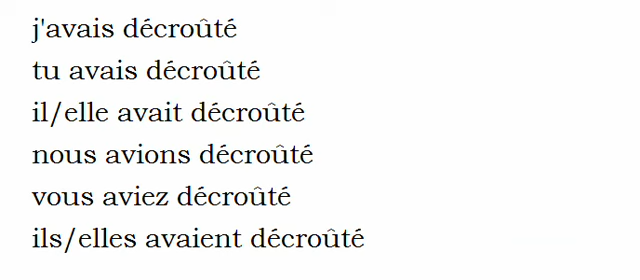 j'avais décroûté
tu avais décroûté
il/elle avait décroûté
nous avions décroûté
vous aviez décroûté
ils/elles avaient décroûté